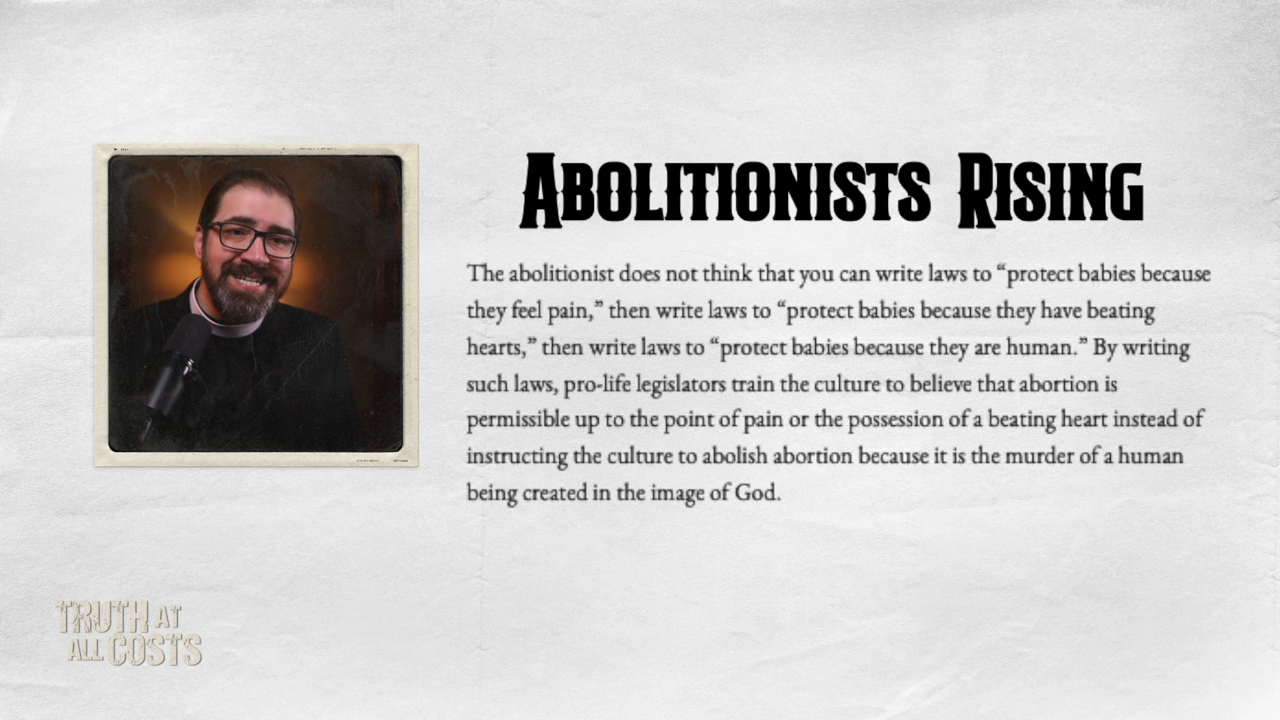 ABOLITIONISTS RISING
The abolitionist does not think that you can write laws to “protect babies because
they feel pain,” then write laws to “protect babies because they have beating
hearts,” then write laws to “protect babies because they are human.” By writing
such laws, pro-life legislators train the culture to believe that abortion is
permissible up to the point of pain or the possession of a beating heart instead of
instructing the culture to abolish abortion because it is the murder of a human
being created in the image of God.
TRUTH AT
ALL COSTS